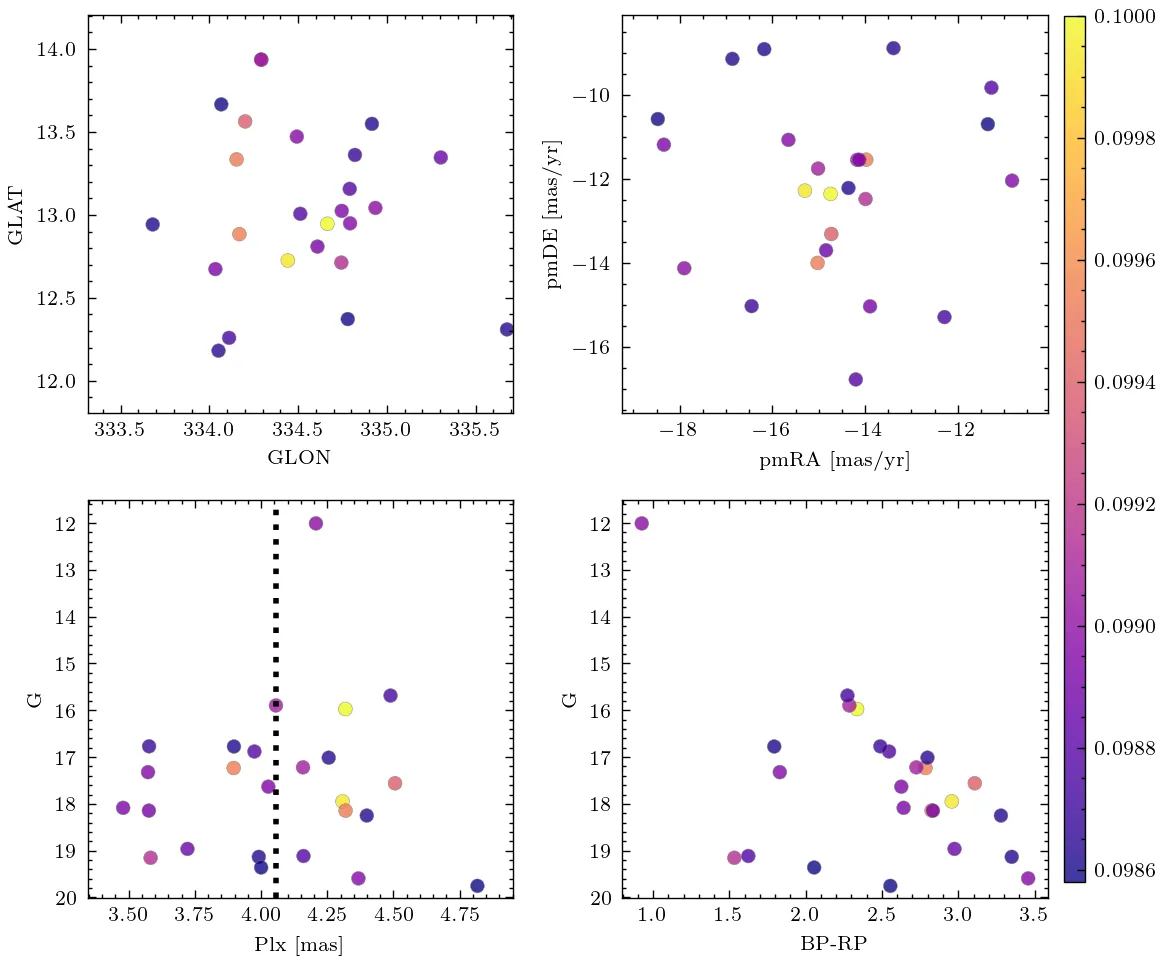 14.0
13.5
13.0
12.5
12.0
GLAT
333.5 334.0 334.5 335.0 335.5
GLON
−10
−12
−14
−16
pmDE [mas/yr]
−18 −16 −14 −12
pmRA [mas/yr]
0.1000
0.0998
0.0996
0.0994
0.0992
0.0990
0.0988
0.0986
12
13
14
15
16
17
18
19
20
G
3.50 3.75 4.00 4.25 4.50 4.75
Plx [mas]
12
13
14
15
16
17
18
19
20
G
1.0 1.5 2.0 2.5 3.0 3.5
BP-RP